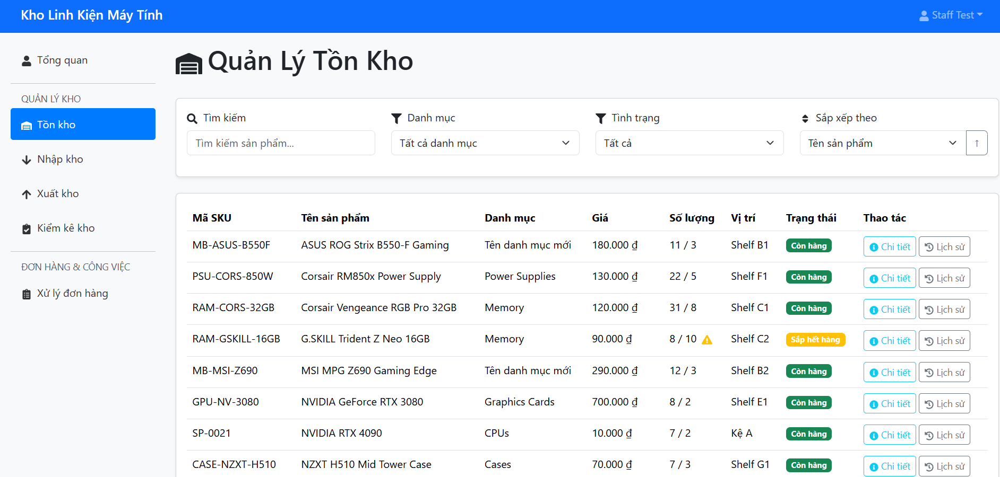 Kho Linh Kiện Máy Tính
Staff Test
Tổng quan
QUẢN LÝ KHO
Tồn kho
Nhập kho
Xuất kho
Kiểm kê kho
ĐƠN HÀNG & CÔNG VIỆC
Xử lý đơn hàng
Quản Lý Tồn Kho
Tìm kiếm Danh mục Tình trạng Sắp xếp theo
Tìm kiếm sản phẩm... Tất cả danh mục Tất cả Tên sản phẩm ↑
Mã SKU Tên sản phẩm Danh mục Giá Số lượng Vị trí Trạng thái Thao tác
MB-ASUS-B550F ASUS ROG Strix B550-F Gaming Tên danh mục mới 180.000 ₫ 11 / 3 Shelf B1 Còn hàng Chi tiết Lịch sử
PSU-CORS-850W Corsair RM850x Power Supply Power Supplies 130.000 ₫ 22 / 5 Shelf F1 Còn hàng Chi tiết Lịch sử
RAM-CORS-32GB Corsair Vengeance RGB Pro 32GB Memory 120.000 ₫ 31 / 8 Shelf C1 Còn hàng Chi tiết Lịch sử
RAM-GSKILL-16GB G.SKILL Trident Z Neo 16GB Memory 90.000 ₫ 8 / 10 Shelf C2 Sắp hết hàng Chi tiết Lịch sử
MB-MSI-Z690 MSI MPG Z690 Gaming Edge Tên danh mục mới 290.000 ₫ 12 / 3 Shelf B2 Còn hàng Chi tiết Lịch sử
GPU-NV-3080 NVIDIA GeForce RTX 3080 Graphics Cards 700.000 ₫ 8 / 2 Shelf E1 Còn hàng Chi tiết Lịch sử
SP-0021 NVIDIA RTX 4090 CPUs 10.000 ₫ 7 / 2 Kệ A Còn hàng Chi tiết Lịch sử
CASE-NZXT-H510 NZXT H510 Mid Tower Case Cases 70.000 ₫ 7 / 3 Shelf G1 Còn hàng Chi tiết Lịch sử